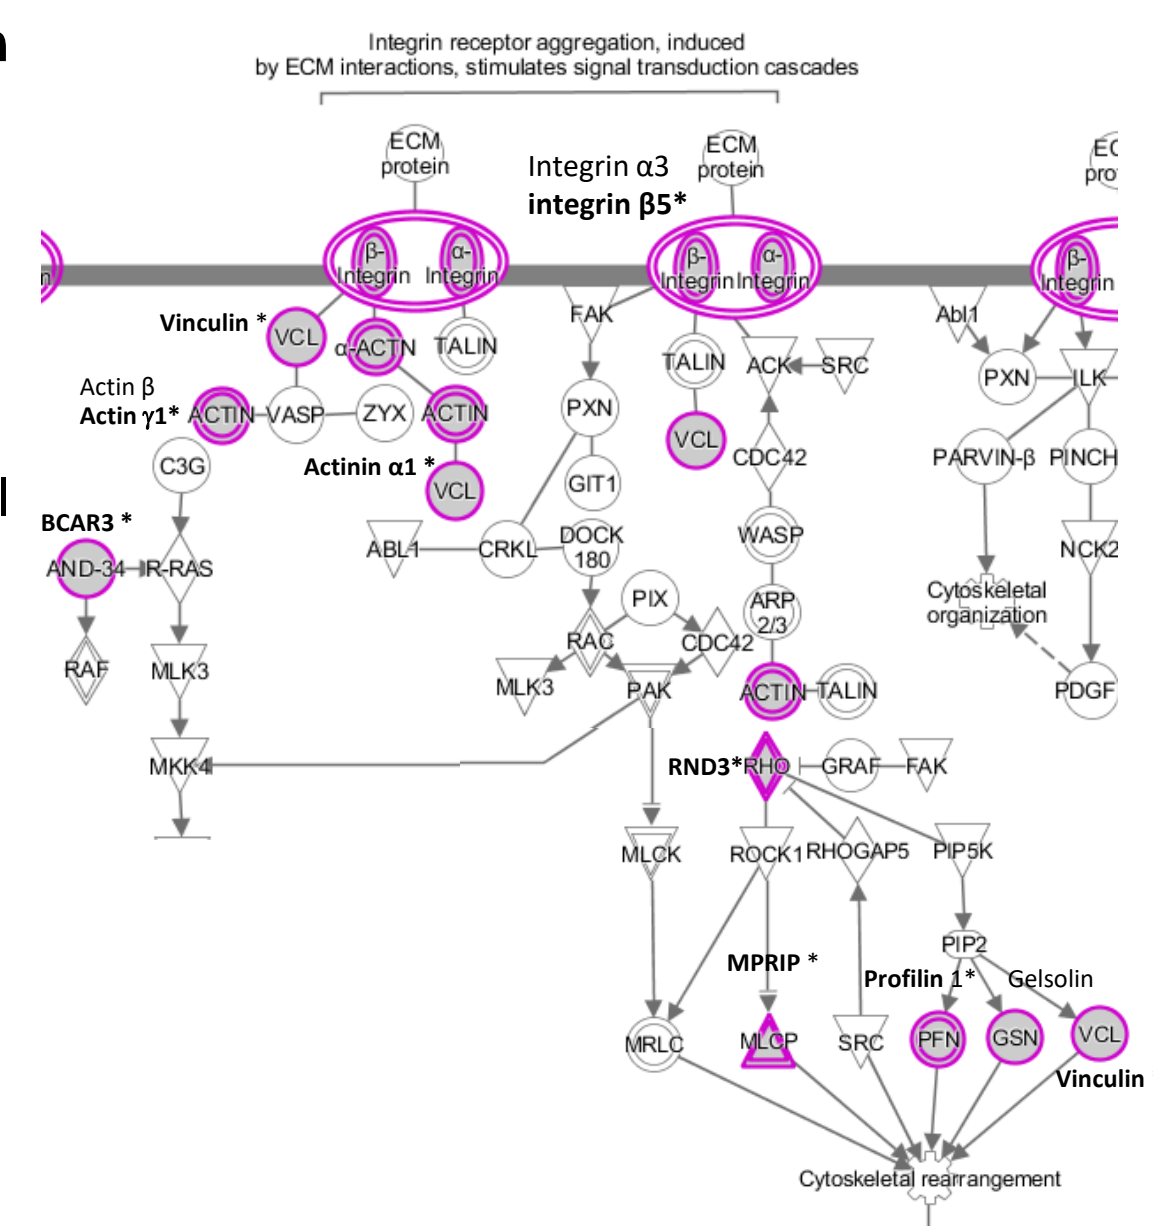 Integrin receptor aggregation, induced
by ECM interactions, stimulates signal transduction cascades
ECM
protein
Integrin α3
integrin β5*
ECM
protein
β-
Integrin
α-
Integrin
β-
Integrin
α-
Integrin
β-
Integrin
Vinculin *
VCL
α-ACTN
TALIN
FAK
TALIN
ACK
SRC
Abl1
PXN
ILK
Actin β
Actin γ1*
ACTIN
VASP
ZYX
ACTIN
PXN
VCL
CDC42
PARVIN-β
PINCH
C3G
Actinin α1 *
VCL
GIT1
BCAR3 *
AND-34
R-RAS
ABL1
CRKL
DOCK
180
WASP
NCK2
PIX
ARP
2/3
Cytoskeletal
organization
RAF
MLK3
RAC
CDC42
MLK3
PAK
ACTIN
TALIN
PDGF
MKK4
RND3*
RHO
GRAF
FAK
MLCK
ROCK1
RHOGAP5
PIP5K
PIP2
MPRIP *
Profilin 1*
Gelsolin
MRLC
MLCP
SRC
PFN
GSN
VCL
Vinculin
Cytoskeletal rearrangement